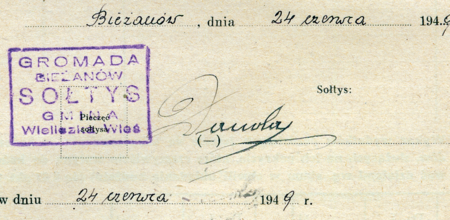 Bieżanów, dnia 24 czerwca 1949
GROMADA
BIEŻANÓW
SOŁTYS
GMINA
Wieliczka Wieś
Pieczęć
sołtysa
Sołtys:
(—)
w dniu 24 czerwca 1949 r.